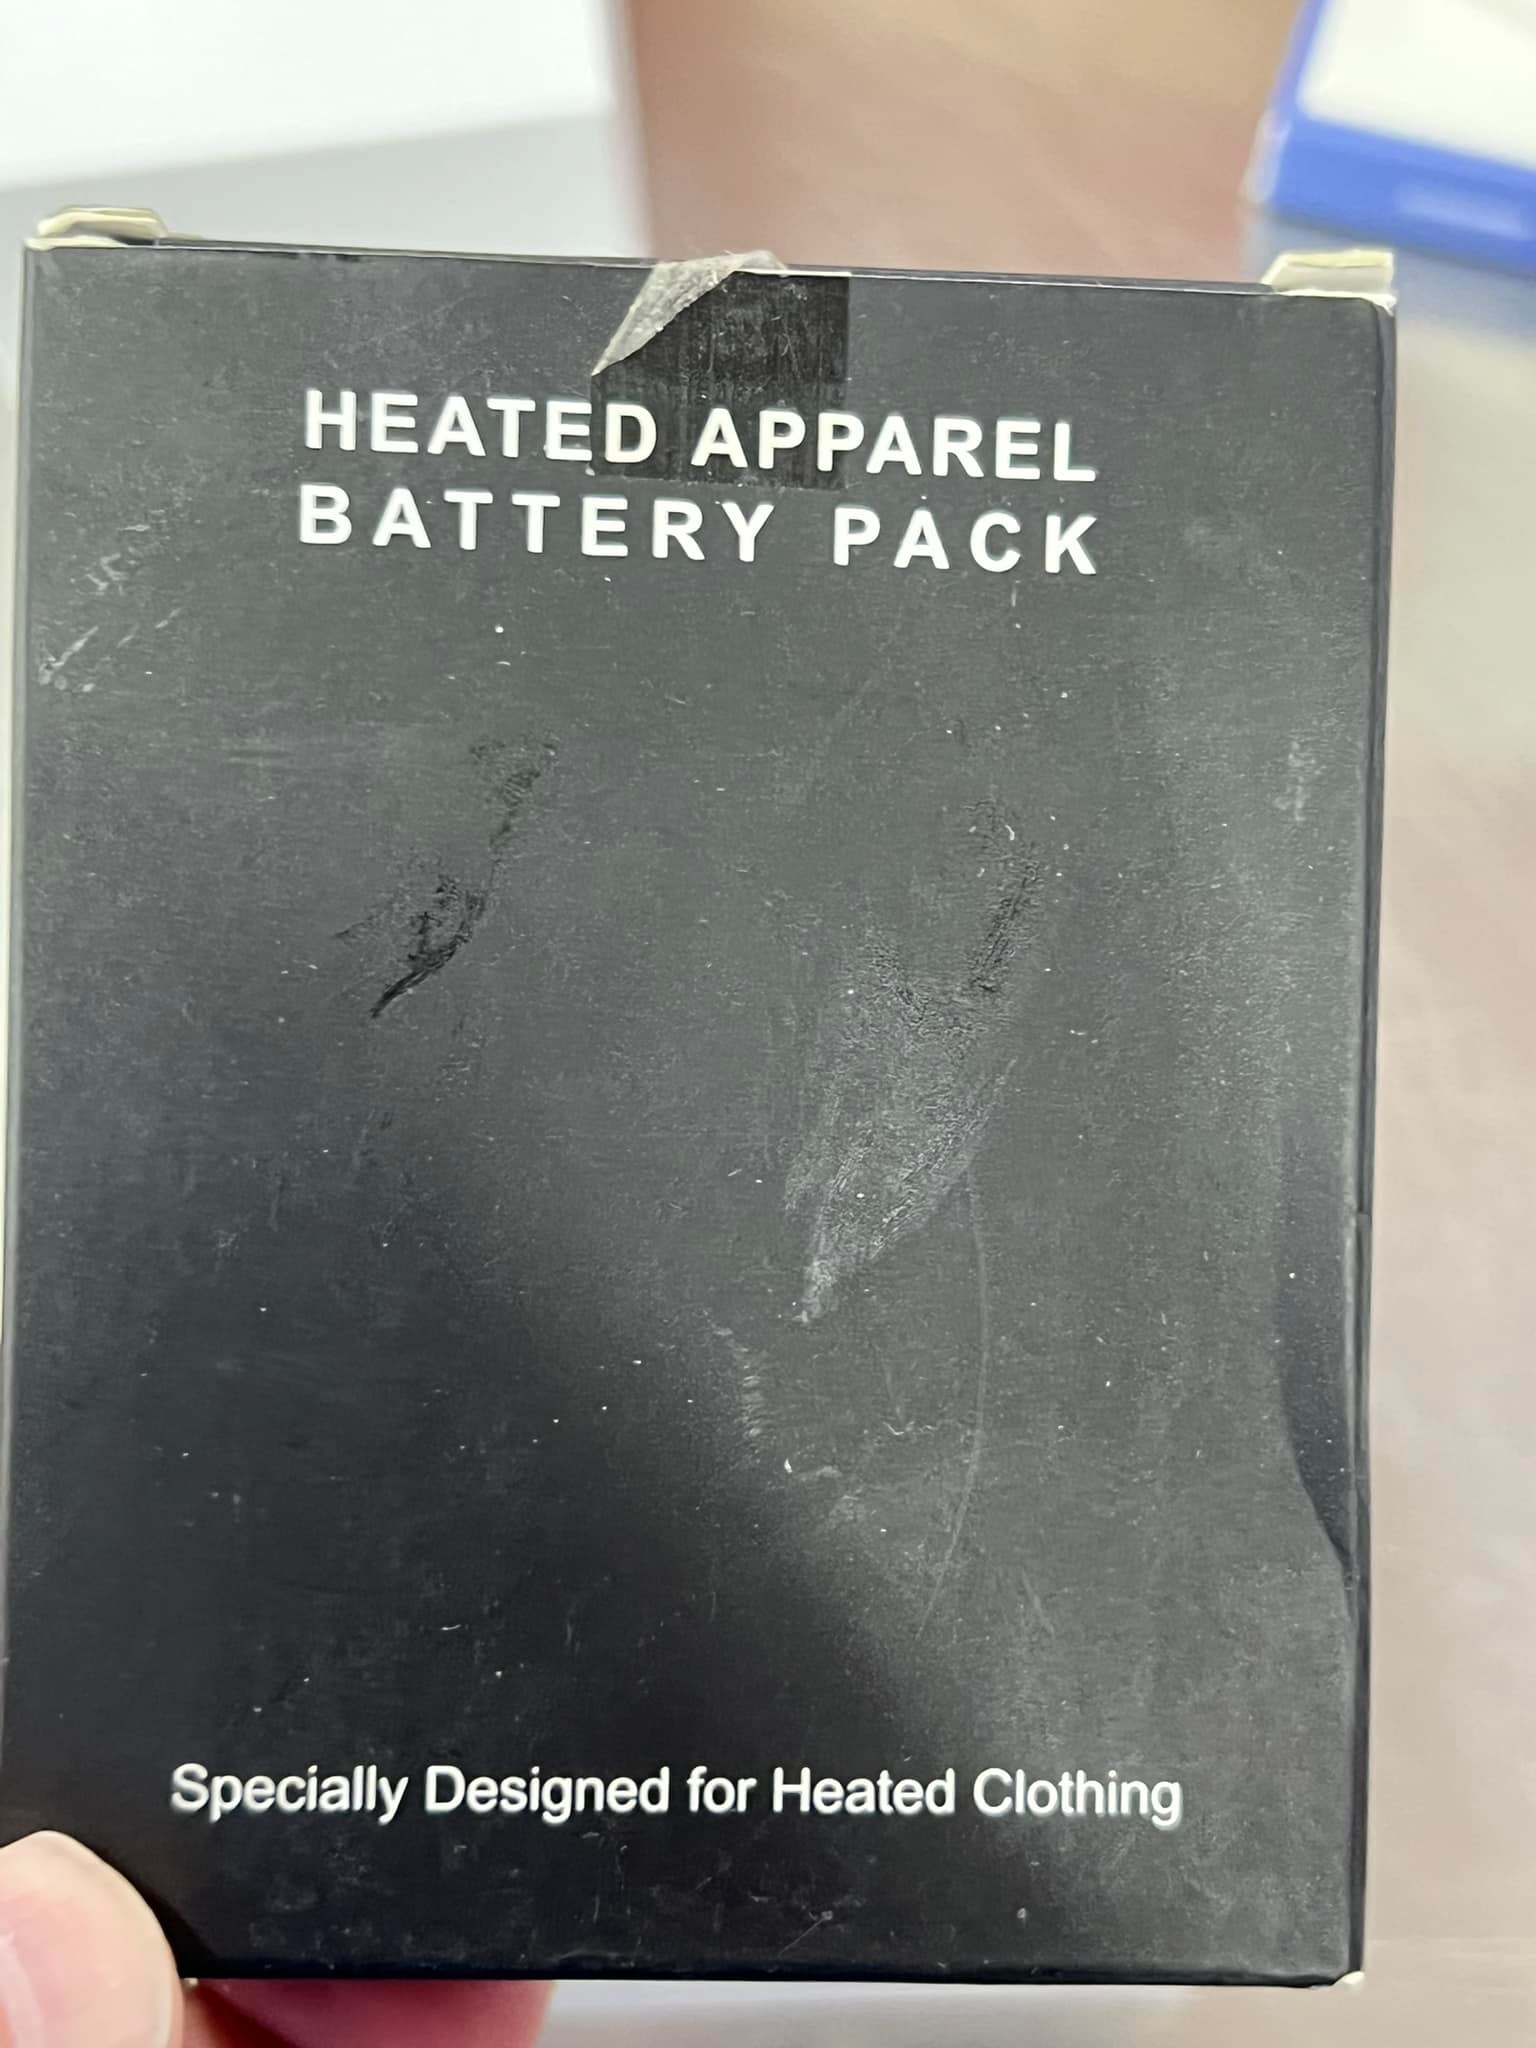 HEATED APPAREL
BATTERY PACK
Specially Designed for Heated Clothing